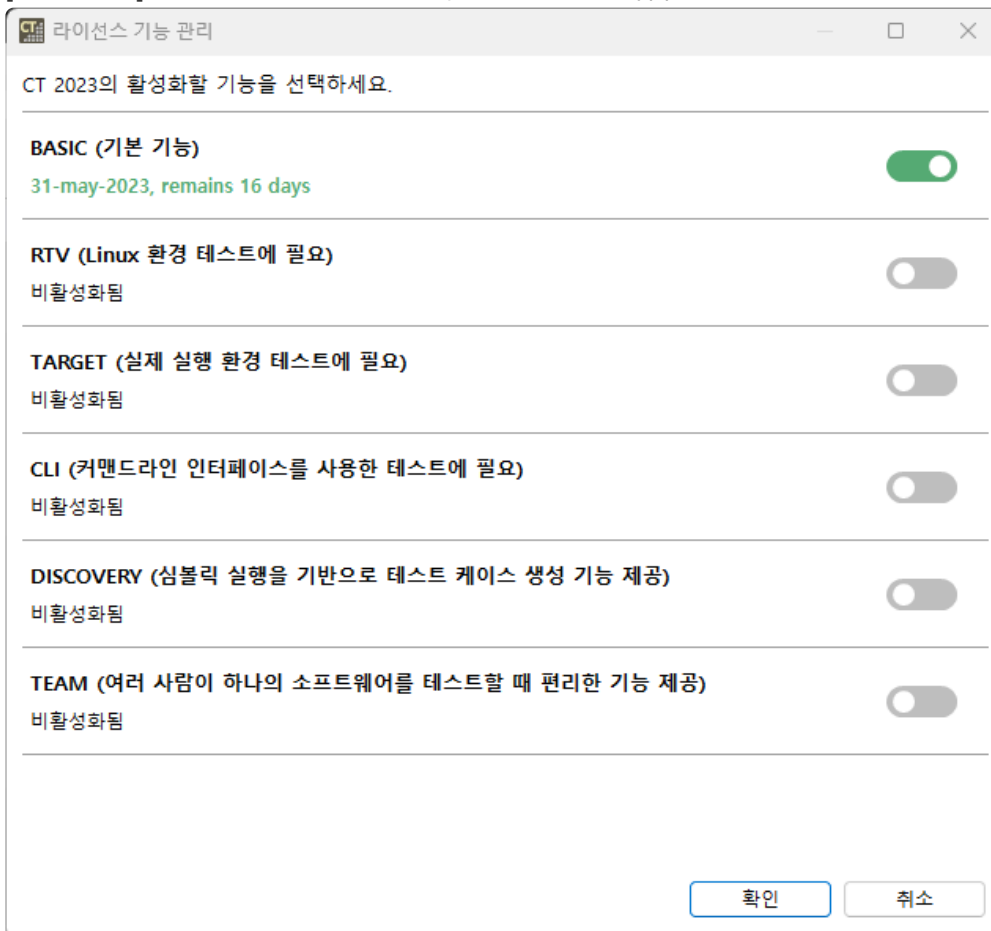 라이선스 기능 관리
CT 2023의 활성화할 기능을 선택하세요.
BASIC (기본 기능)
31-may-2023, remains 16 days
RTV (Linux 환경 테스트에 필요)
비활성화됨
TARGET (실제 실행 환경 테스트에 필요)
비활성화됨
CLI (커맨드라인 인터페이스를 사용한 테스트에 필요)
비활성화됨
DISCOVERY (심볼릭 실행을 기반으로 테스트 케이스 생성 기능 제공)
비활성화됨
TEAM (여러 사람이 하나의 소프트웨어를 테스트할 때 편리한 기능 제공)
비활성화됨
확인
취소